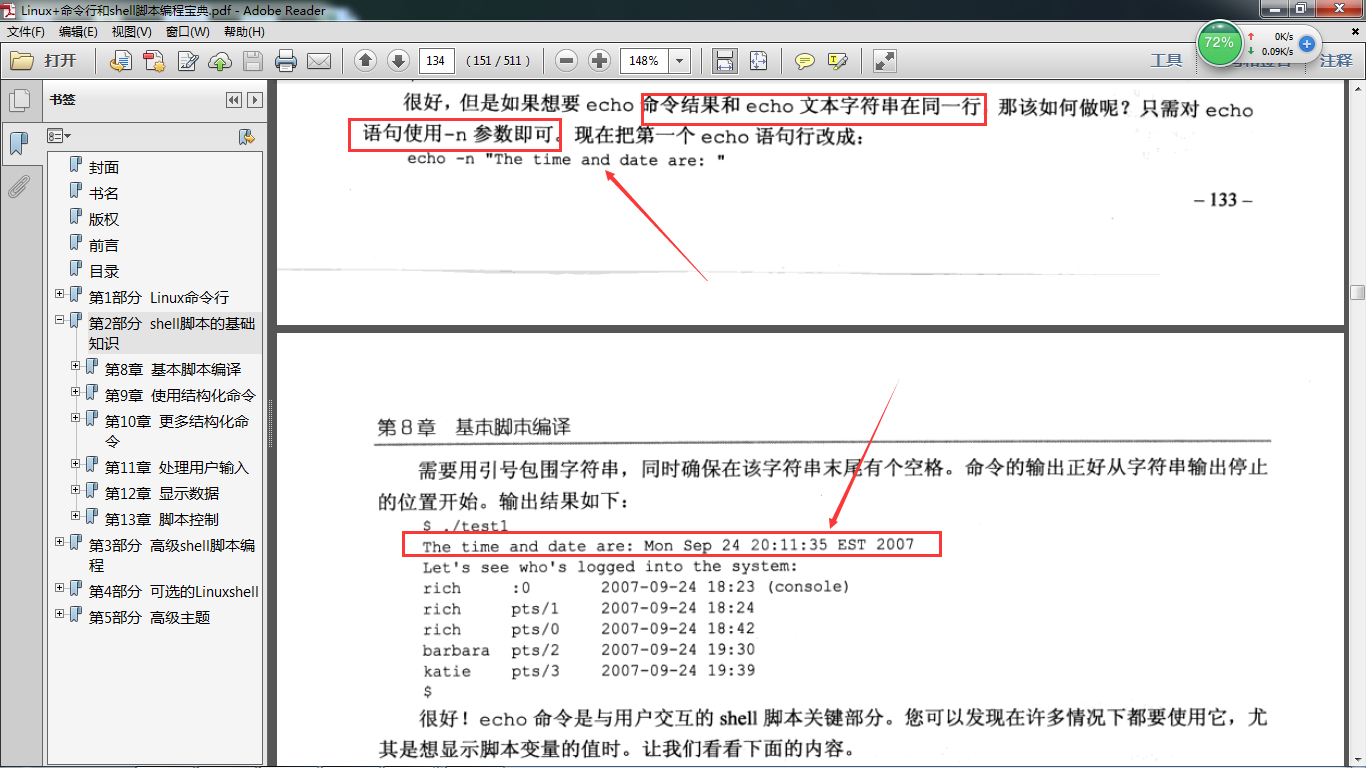 Linux+命令行和shell脚本编程宝典.pdf - Adobe Reader
文件(F) 编辑(E) 视图(V) 窗口(W) 帮助(H)
打开
134 (151 / 511)
148%
工具
注释
72%
0K/s
0.09K/s
书签
封面
书名
版权
前言
目录
第1部分 Linux命令行
第2部分 shell脚本的基础
知识
第8章 基本脚本编译
第9章 使用结构化命令
第10章 更多结构化命
令
第11章 处理用户输入
第12章 显示数据
第13章 脚本控制
第3部分 高级shell脚本编
程
第4部分 可选的Linuxshell
第5部分 高级主题
很好，但是如果想要 echo 命令结果和 echo 文本字符串在同一行，那该如何做呢？只需对 echo
语句使用-n 参数即可。现在把第一个 echo 语句行改成：
echo -n "The time and date are: "
– 133 –
第 8 章 基本脚本编译
需要用引号包围字符串，同时确保在该字符串末尾有个空格。命令的输出正好从字符串输出停止
的位置开始。输出结果如下：
$ ./test1
The time and date are: Mon Sep 24 20:11:35 EST 2007
Let's see who's logged into the system:
rich :0 2007-09-24 18:23 (console)
rich pts/1 2007-09-24 18:24
rich pts/0 2007-09-24 18:42
barbara pts/2 2007-09-24 19:30
katie pts/3 2007-09-24 19:39
$
很好！echo 命令是与用户交互的 shell 脚本关键部分。您可以发现在许多情况下都要使用它，尤
其是想显示脚本变量的值时。让我们看看下面的内容。